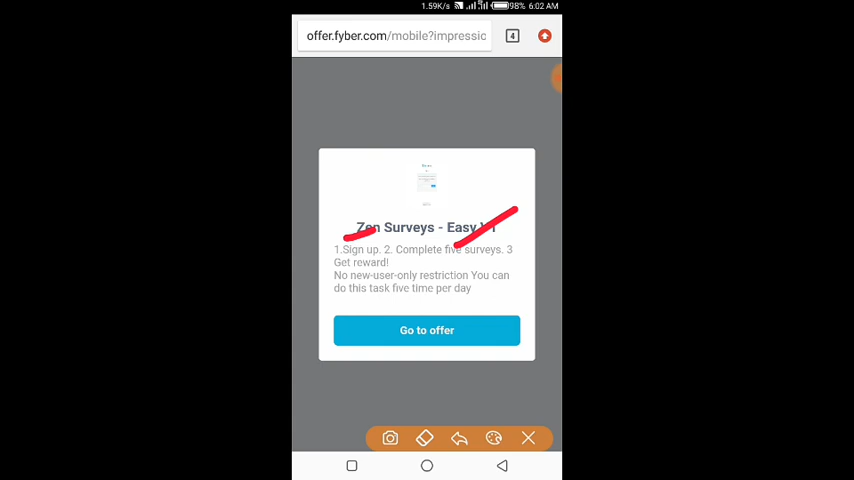 1.59K/s 98% 6:02 AM
offer.fyber.com/mobile?impressic
4
Zen Surveys - Easy
1.Sign up. 2. Complete five surveys. 3
Get reward!
No new-user-only restriction You can
do this task five time per day
Go to offer